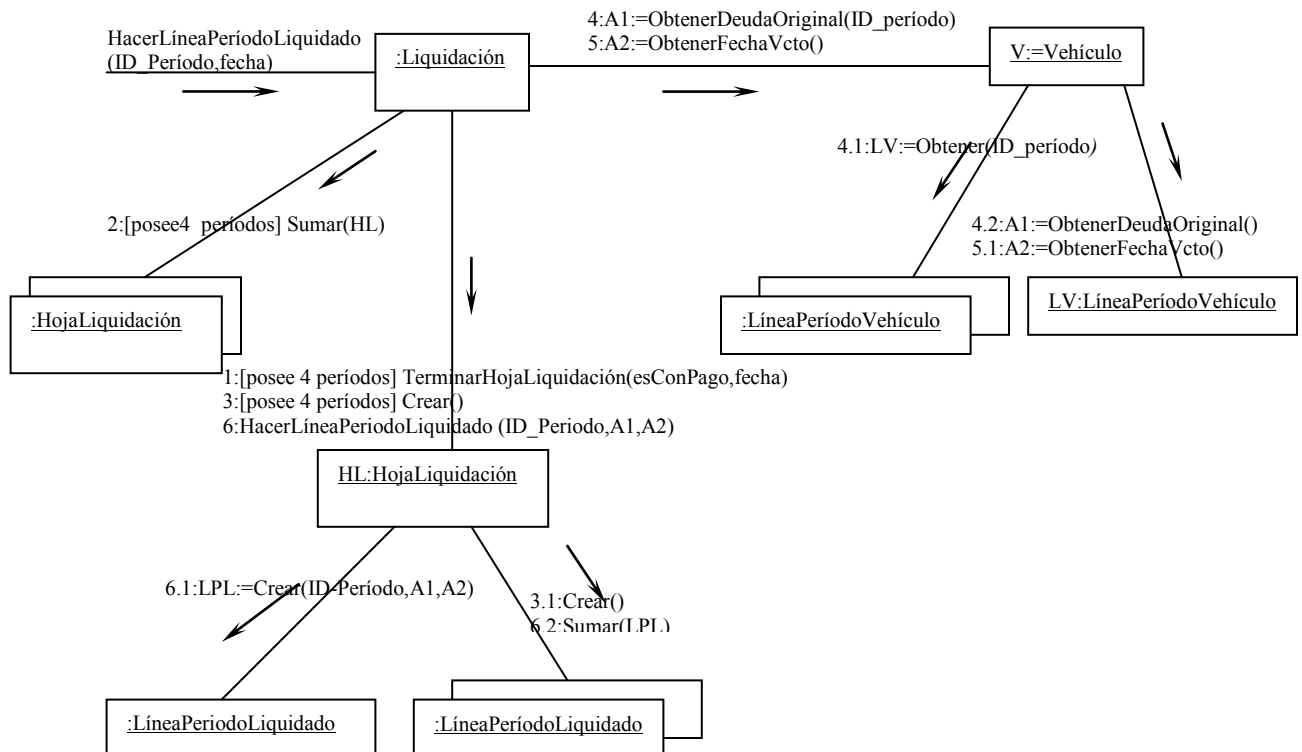 4:A1:=ObtenerDeudaOriginal(ID_período)
5:A2:=ObtenerFechaVcto()
HacerLíneaPeríodoLiquidado
(ID_Período,fecha)
:Liquidación
V:=Vehículo
4.1:LV:=Obtener(ID_período)
2:[posee4 períodos] Sumar(HL)
4.2:A1:=ObtenerDeudaOriginal()
5.1:A2:=ObtenerFechaVcto()
:HojaLiquidación
:LíneaPeríodoVehículo
LV:LíneaPeríodoVehículo
1:[posee 4 períodos] TerminarHojaLiquidación(esConPago,fecha)
3:[posee 4 períodos] Crear()
6:HacerLíneaPeriodoLiquidado (ID_Periodo,A1,A2)
HL:HojaLiquidación
6.1:LPL:=Crear(ID-Período,A1,A2)
3.1:Crear()
6.2:Sumar(LPL)
:LíneaPeriodoLiquidado
:LíneaPeríodoLiquidado